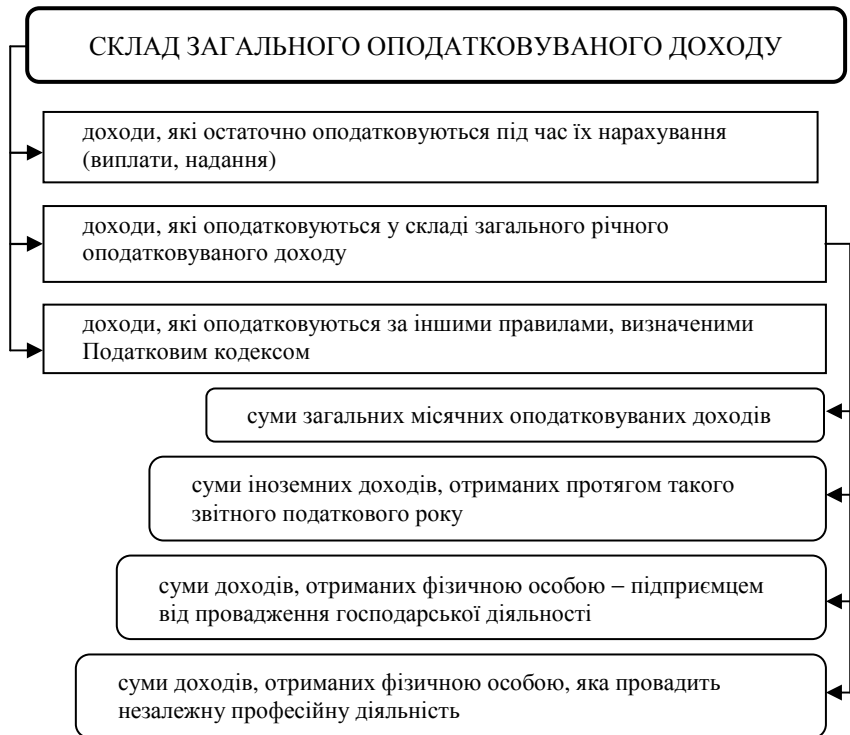 СКЛАД ЗАГАЛЬНОГО ОПОДАТКОВУВАНОГО ДОХОДУ
доходи, які остаточно оподатковуються під час їх нарахування
(виплати, надання)
доходи, які оподатковуються у складі загального річного
оподатковуваного доходу
доходи, які оподатковуються за іншими правилами, визначеними
Податковим кодексом
суми загальних місячних оподатковуваних доходів
суми іноземних доходів, отриманих протягом такого
звітного податкового року
суми доходів, отриманих фізичною особою – підприємцем
від провадження господарської діяльності
суми доходів, отриманих фізичною особою, яка провадить
незалежну професійну діяльність